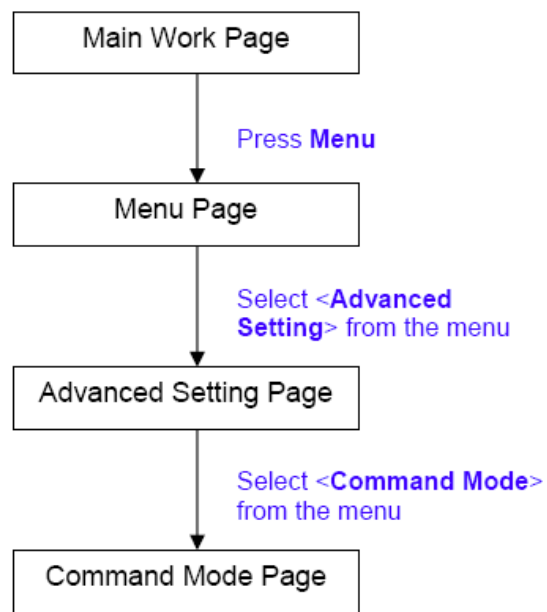 Main Work Page
Press Menu
Menu Page
Select <Advanced
Setting> from the menu
Advanced Setting Page
Select <Command Mode>
from the menu
Command Mode Page